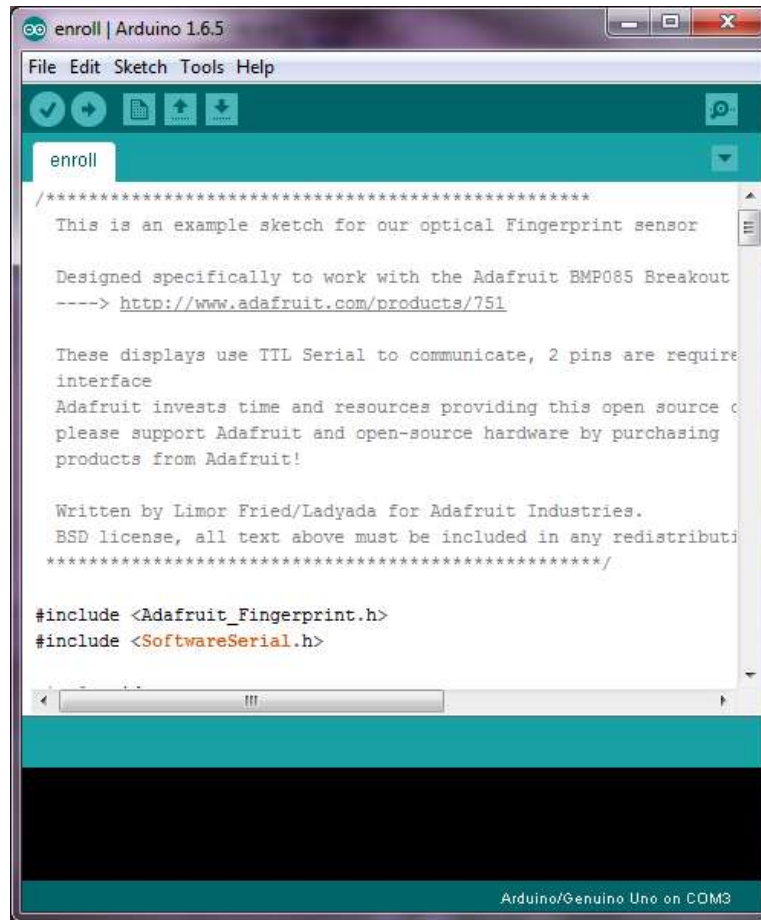 enroll | Arduino 1.6.5
File Edit Sketch Tools Help
enroll
/****************************************************
This is an example sketch for our optical Fingerprint sensor
Designed specifically to work with the Adafruit BMP085 Breakout
----> http://www.adafruit.com/products/751
These displays use TTL Serial to communicate, 2 pins are require
interface
Adafruit invests time and resources providing this open source c
please support Adafruit and open-source hardware by purchasing
products from Adafruit!
Written by Limor Fried/Ladyada for Adafruit Industries.
BSD license, all text above must be included in any redistributi
****************************************************/
#include <Adafruit_Fingerprint.h>
#include <SoftwareSerial.h>
Arduino/Genuino Uno on COM3